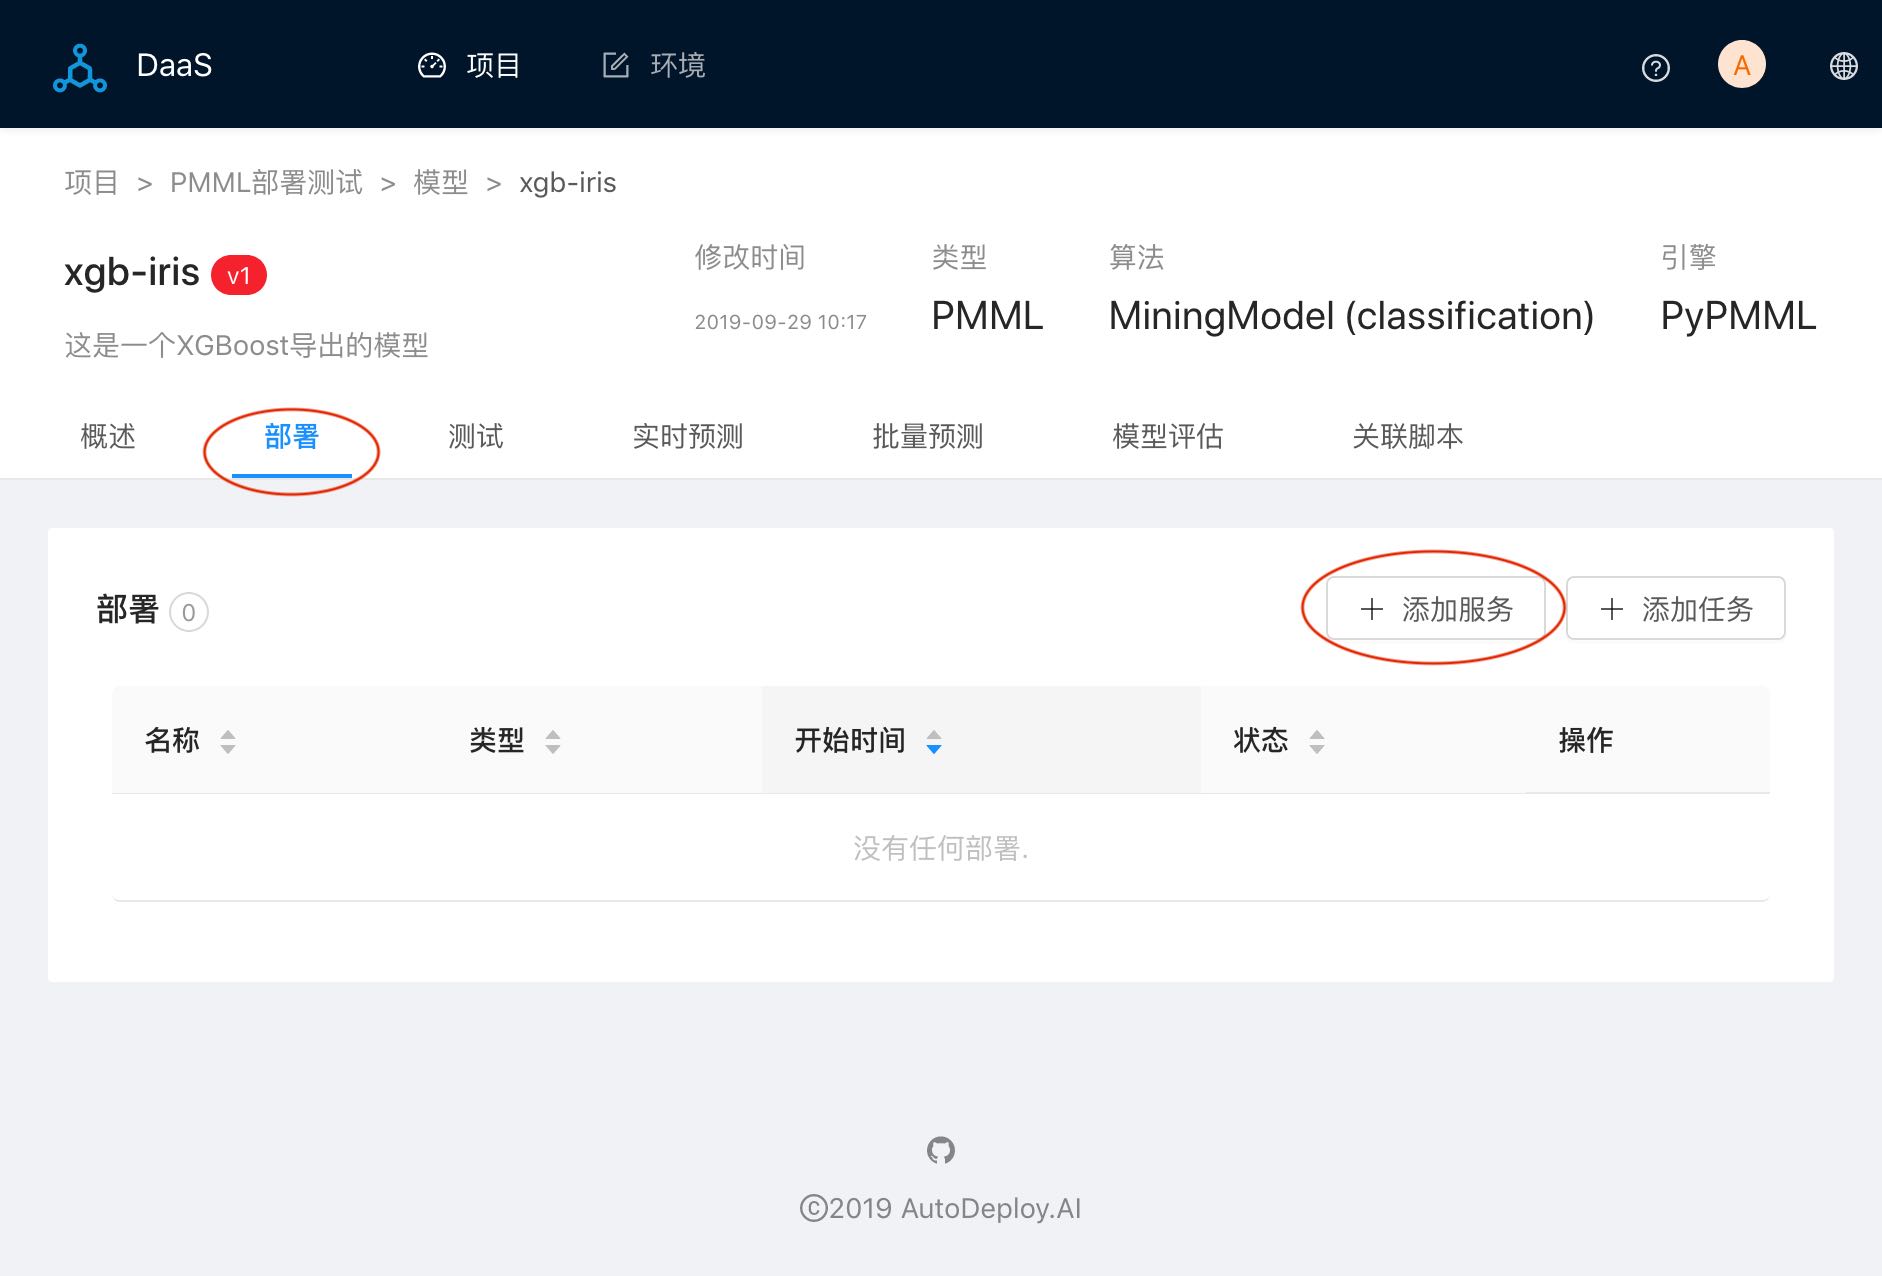 DaaS 项目 环境 A
项目 > PMML部署测试 > 模型 > xgb-iris
xgb-iris v1
这是一个XGBoost导出的模型
修改时间 类型 算法 引擎
2019-09-29 10:17 PMML MiningModel (classification) PyPMML
概述 部署 测试 实时预测 批量预测 模型评估 关联脚本
部署 0 + 添加服务 + 添加任务
名称 类型 开始时间 状态 操作
没有任何部署.
©2019 AutoDeploy.AI